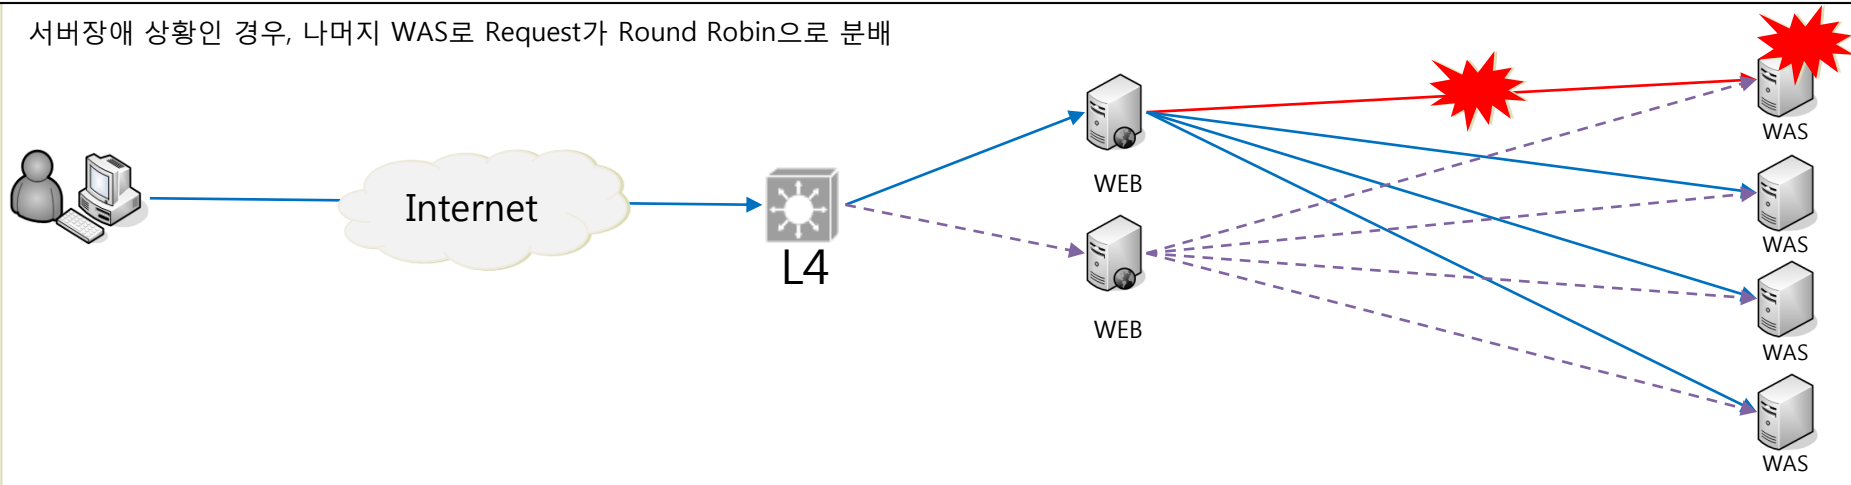 서버장애 상황인 경우, 나머지 WAS로 Request가 Round Robin으로 분배
WAS
Internet
WEB
L4
WAS
WEB
WAS
WAS